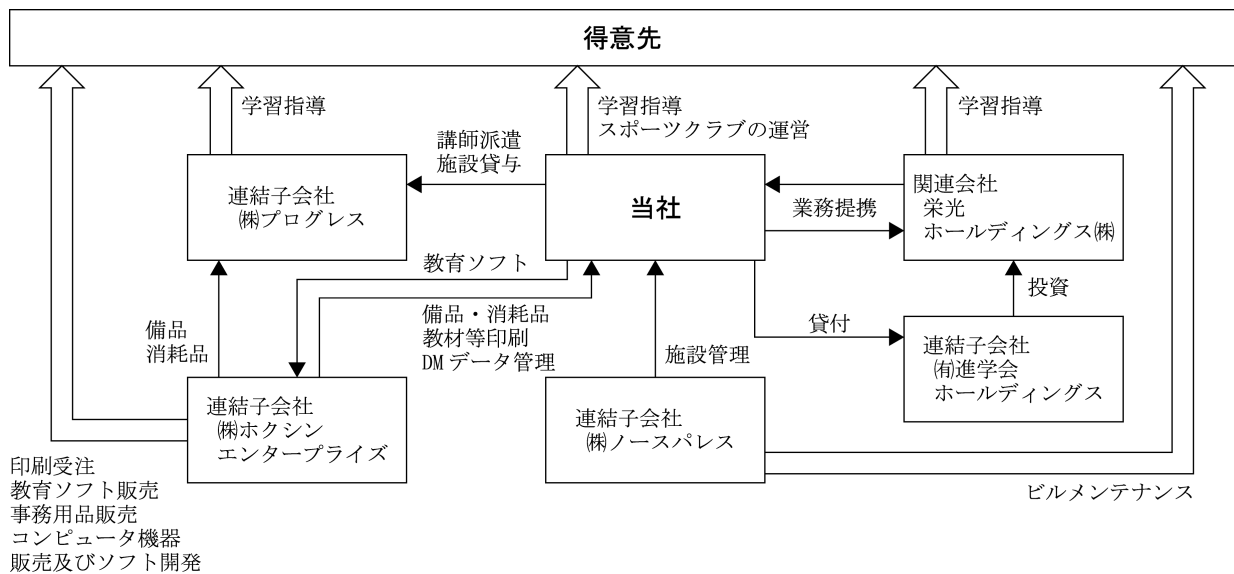 得意先
学習指導
学習指導
スポーツクラブの運営
学習指導
講師派遣
施設貸与
連結子会社
㈱プログレス
当社
関連会社
栄光
ホールディングス㈱
業務提携
教育ソフト
備品・消耗品
教材等印刷
DMデータ管理
備品
消耗品
施設管理
貸付
投資
連結子会社
㈲進学会
ホールディングス
連結子会社
㈱ホクシン
エンタープライズ
連結子会社
㈱ノースパレス
印刷受注
教育ソフト販売
事務用品販売
コンピュータ機器
販売及びソフト開発
ビルメンテナンス